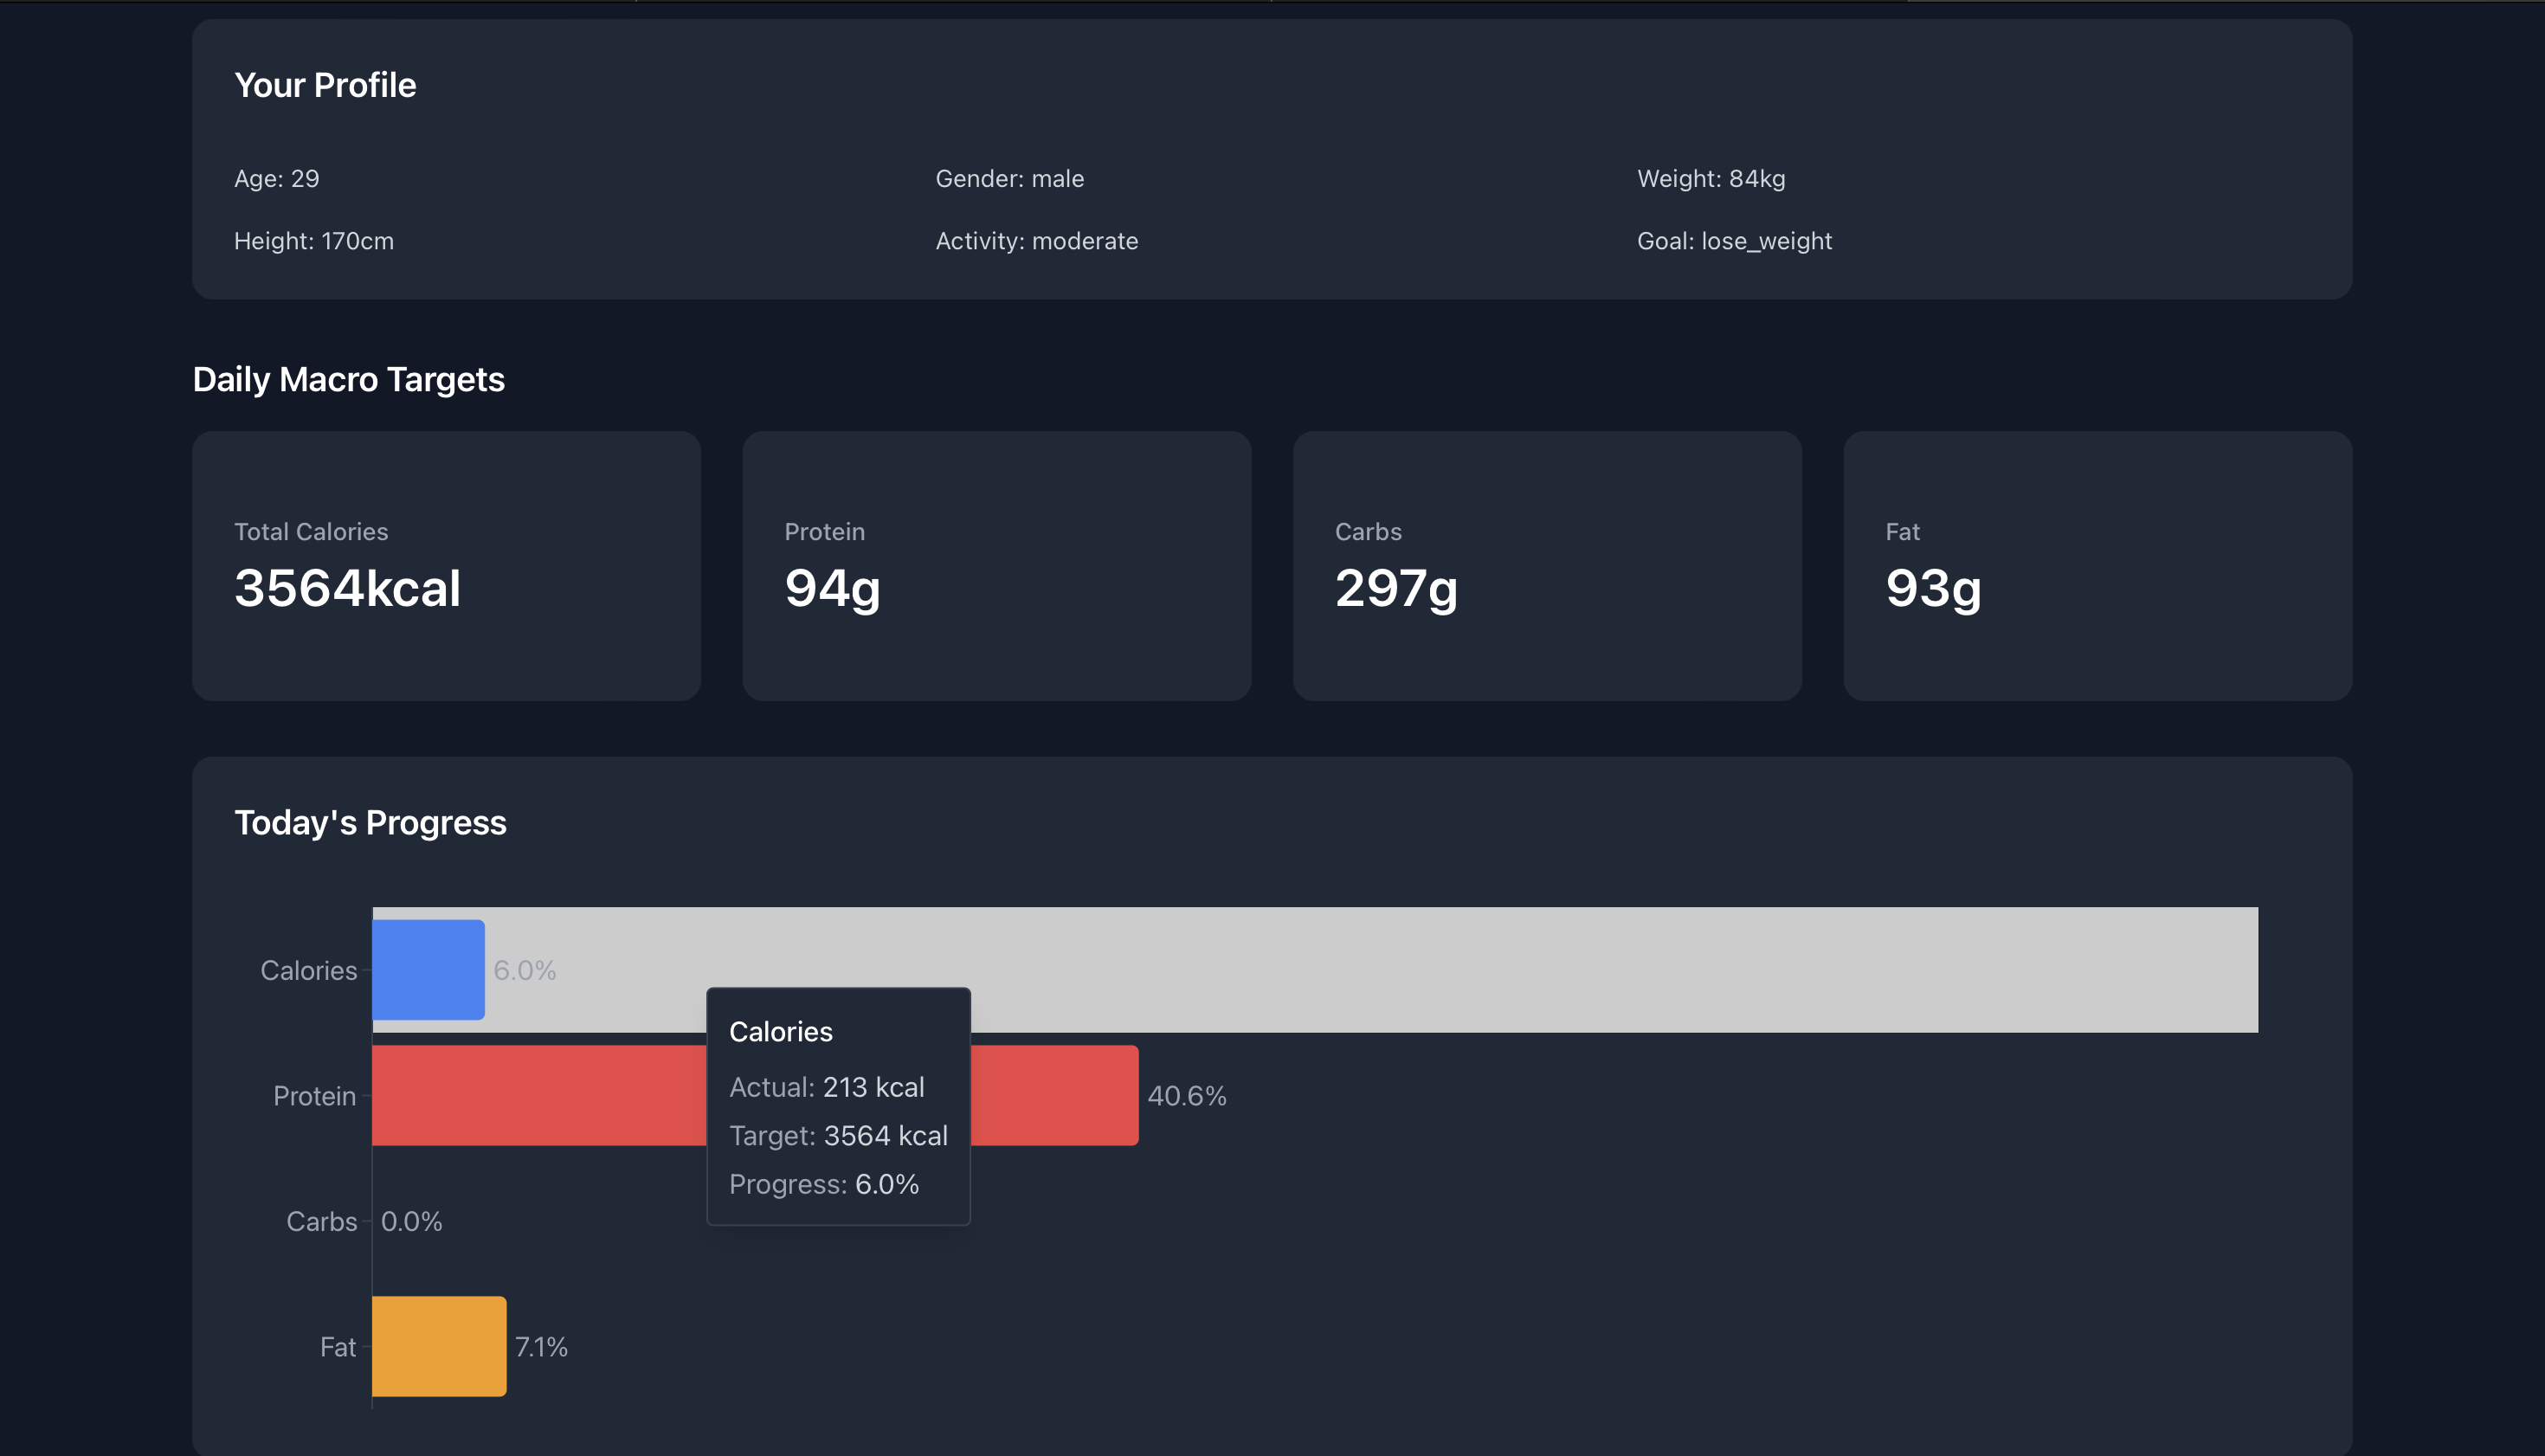 Your Profile
Age: 29
Gender: male
Weight: 84kg
Height: 170cm
Activity: moderate
Goal: lose_weight
Daily Macro Targets
Total Calories
3564kcal
Protein
94g
Carbs
297g
Fat
93g
Today's Progress
Calories
6.0%
Calories
Actual: 213 kcal
Target: 3564 kcal
Progress: 6.0%
Protein
40.6%
Carbs
0.0%
Fat
7.1%